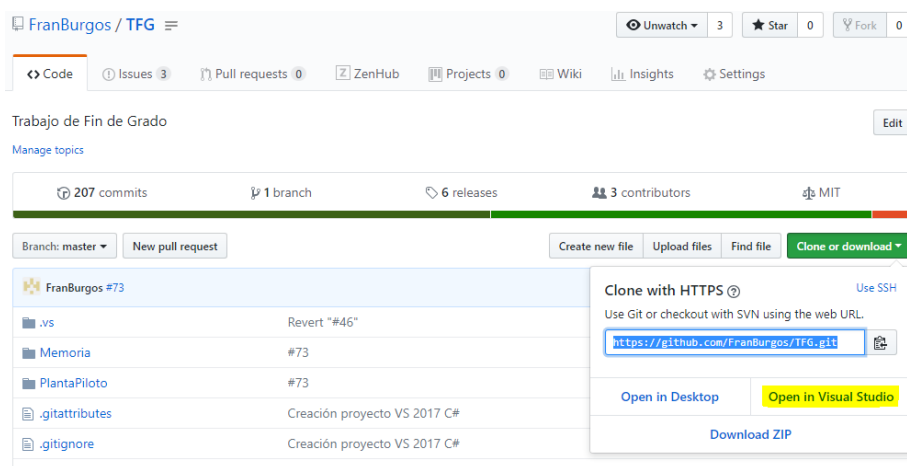 FranBurgos / TFG
Unwatch 3 Star 0 Fork 0
Code Issues 3 Pull requests 0 ZenHub Projects 0 Wiki Insights Settings
Trabajo de Fin de Grado
Edit
Manage topics
207 commits 1 branch 6 releases 3 contributors MIT
Branch: master New pull request Create new file Upload files Find file Clone or download
FranBurgos #73
.vs Revert "#46"
Memoria #73
PlantaPiloto #73
.gitattributes Creación proyecto VS 2017 C#
.gitignore Creación proyecto VS 2017 C#
Clone with HTTPS Use SSH
Use Git or checkout with SVN using the web URL.
https://github.com/FranBurgos/TFG.git
Open in Desktop Open in Visual Studio
Download ZIP